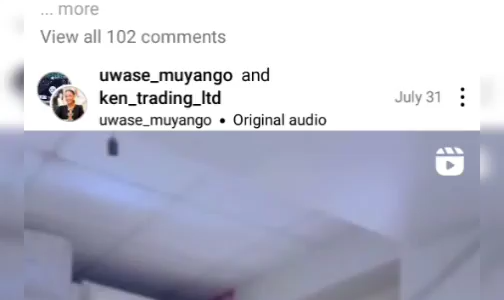 ... more
View all 102 comments
uwase_muyango and
ken_trading_ltd
July 31
uwase_muyango • Original audio